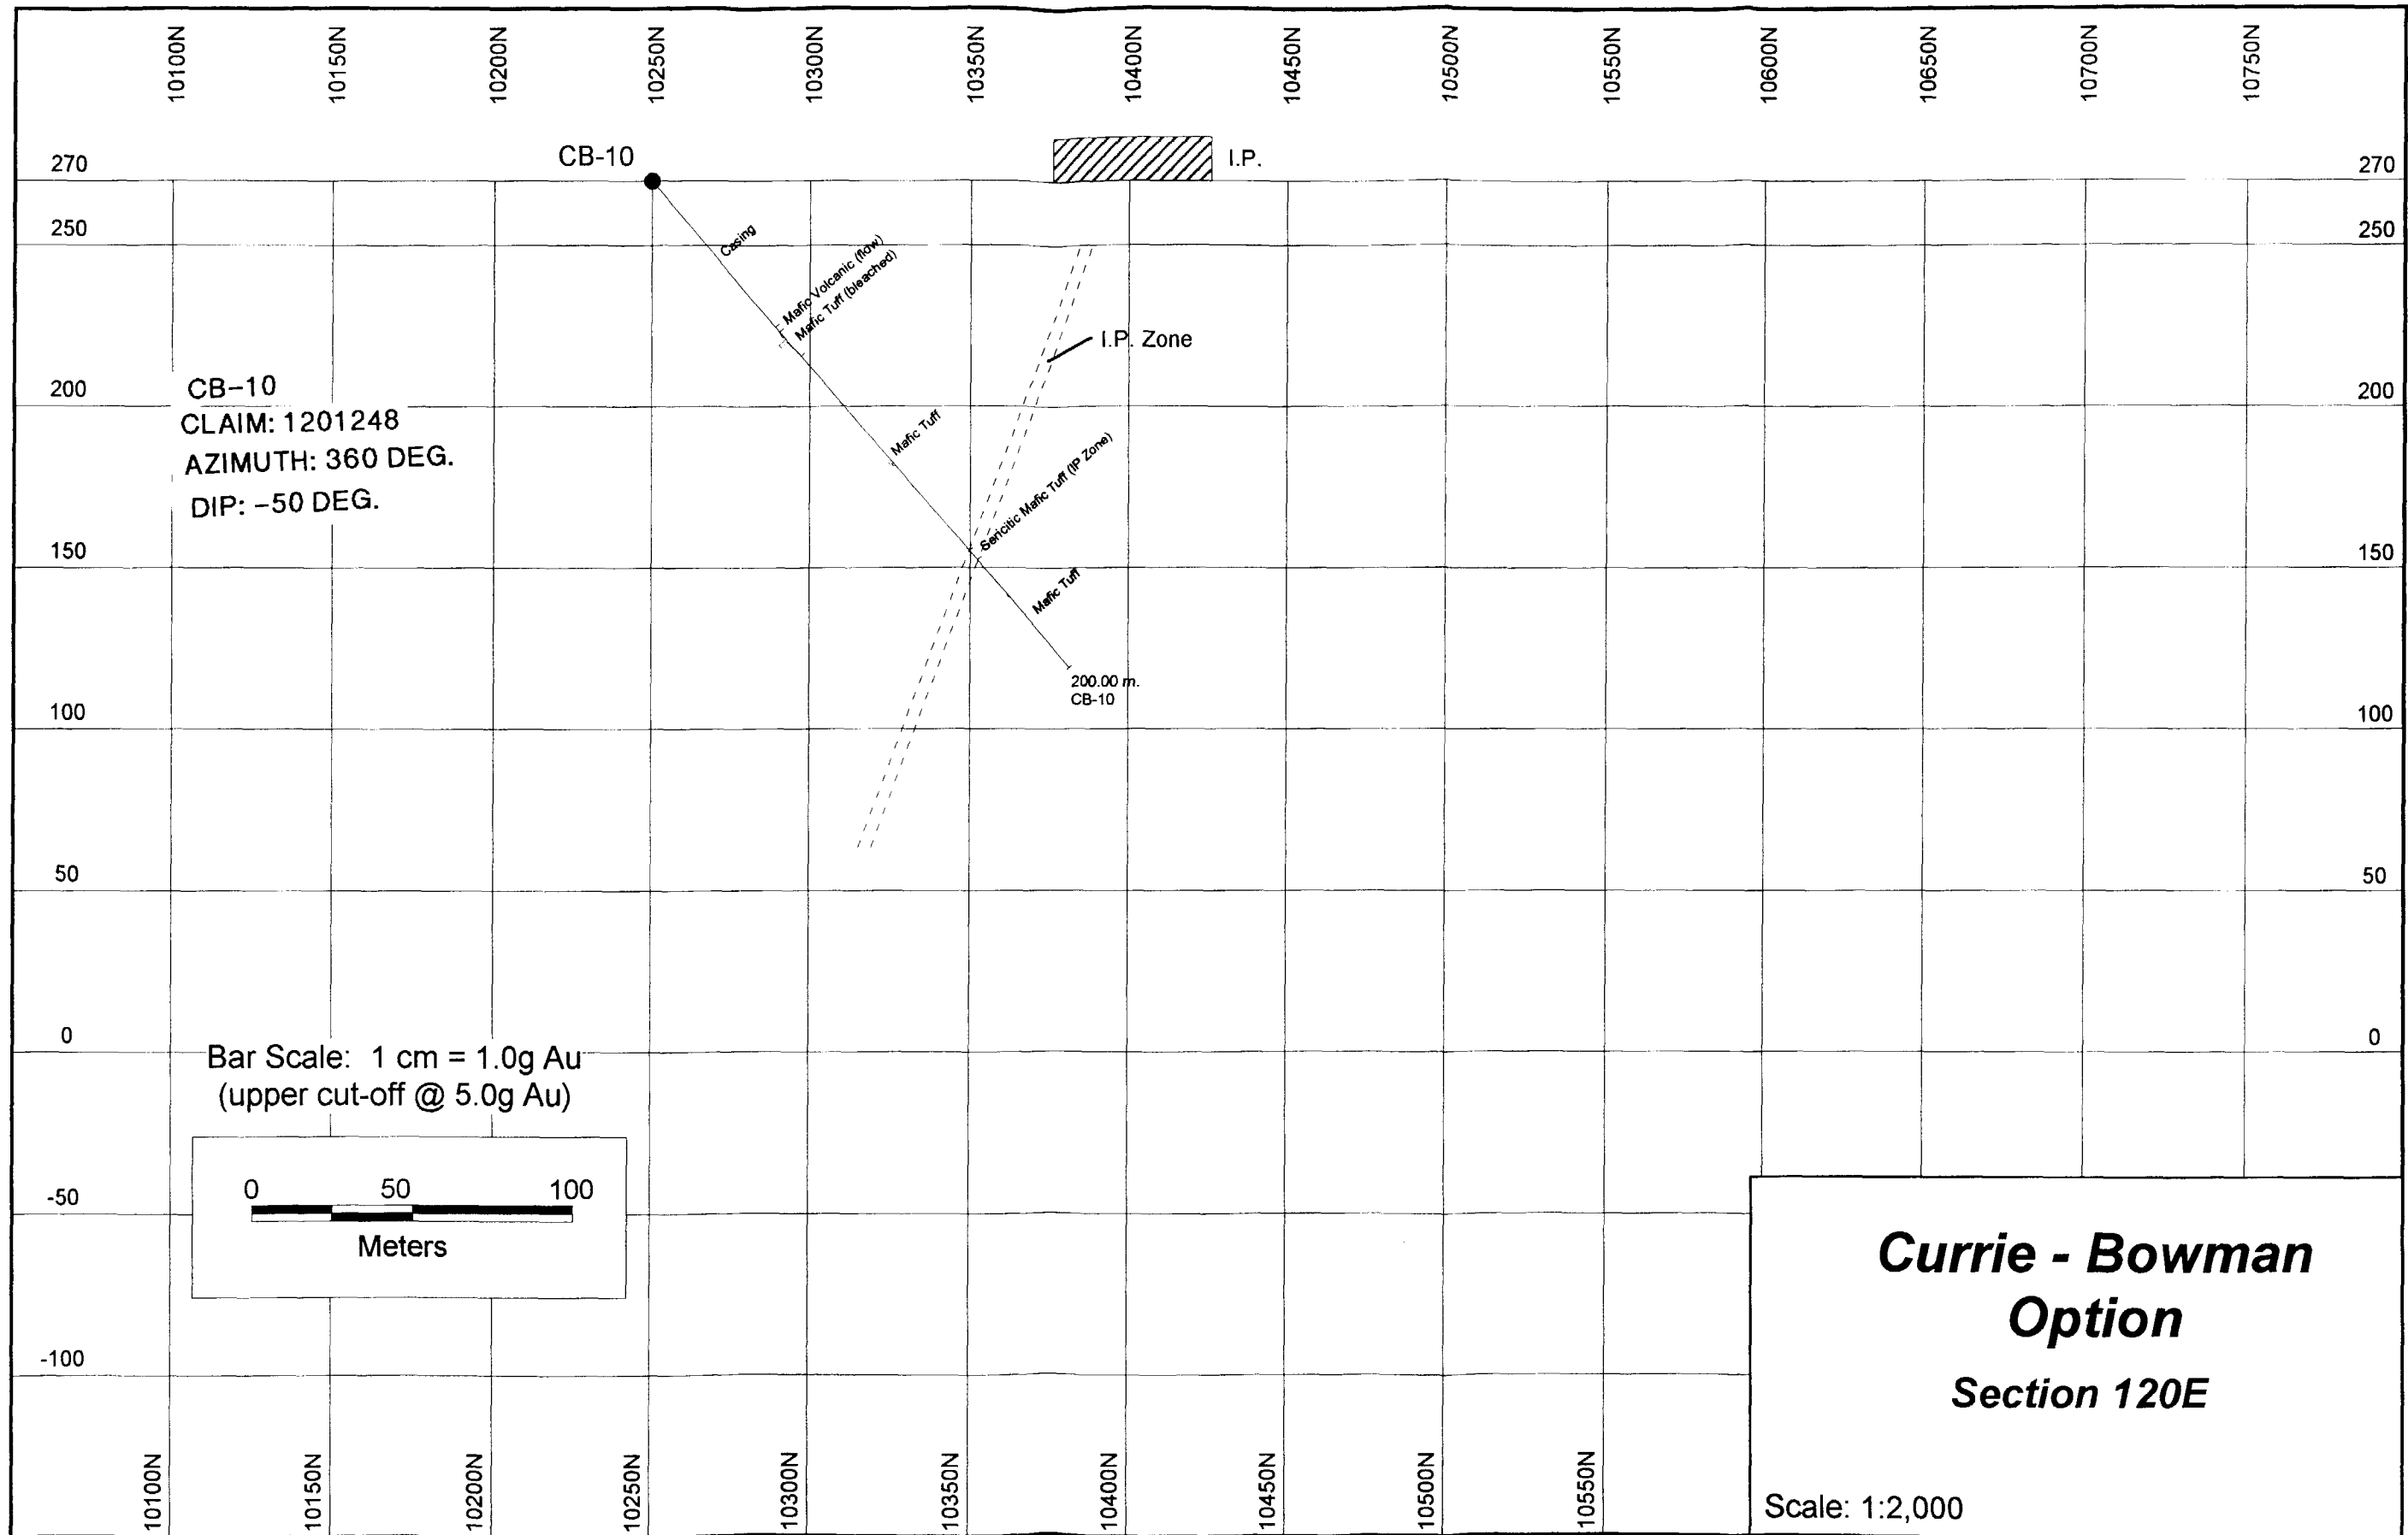 10100N
10150N
10200N
10250N
10300N
10350N
10400N
10450N
10500N
10550N
10600N
10650N
10700N
10750N
CB-10
I.P.
270
270
250
250
Casing
Mafic Volcanic (flow)
Mafic Tuff (bleached)
I.P. Zone
CB-10
200
200
CLAIM: 1201248
AZIMUTH: 360 DEG.
DIP: -50 DEG.
Mafic Tuff
Sericitic Mafic Tuff (IP Zone)
150
150
Mafic Tuff
200.00 m.
CB-10
100
100
50
50
0
0
Bar Scale: 1 cm = 1.0g Au
(upper cut-off @ 5.0g Au)
0 50 100
Meters
-50
-100
Currie - Bowman
Option
Section 120E
Scale: 1:2,000
10100N
10150N
10200N
10250N
10300N
10350N
10400N
10450N
10500N
10550N